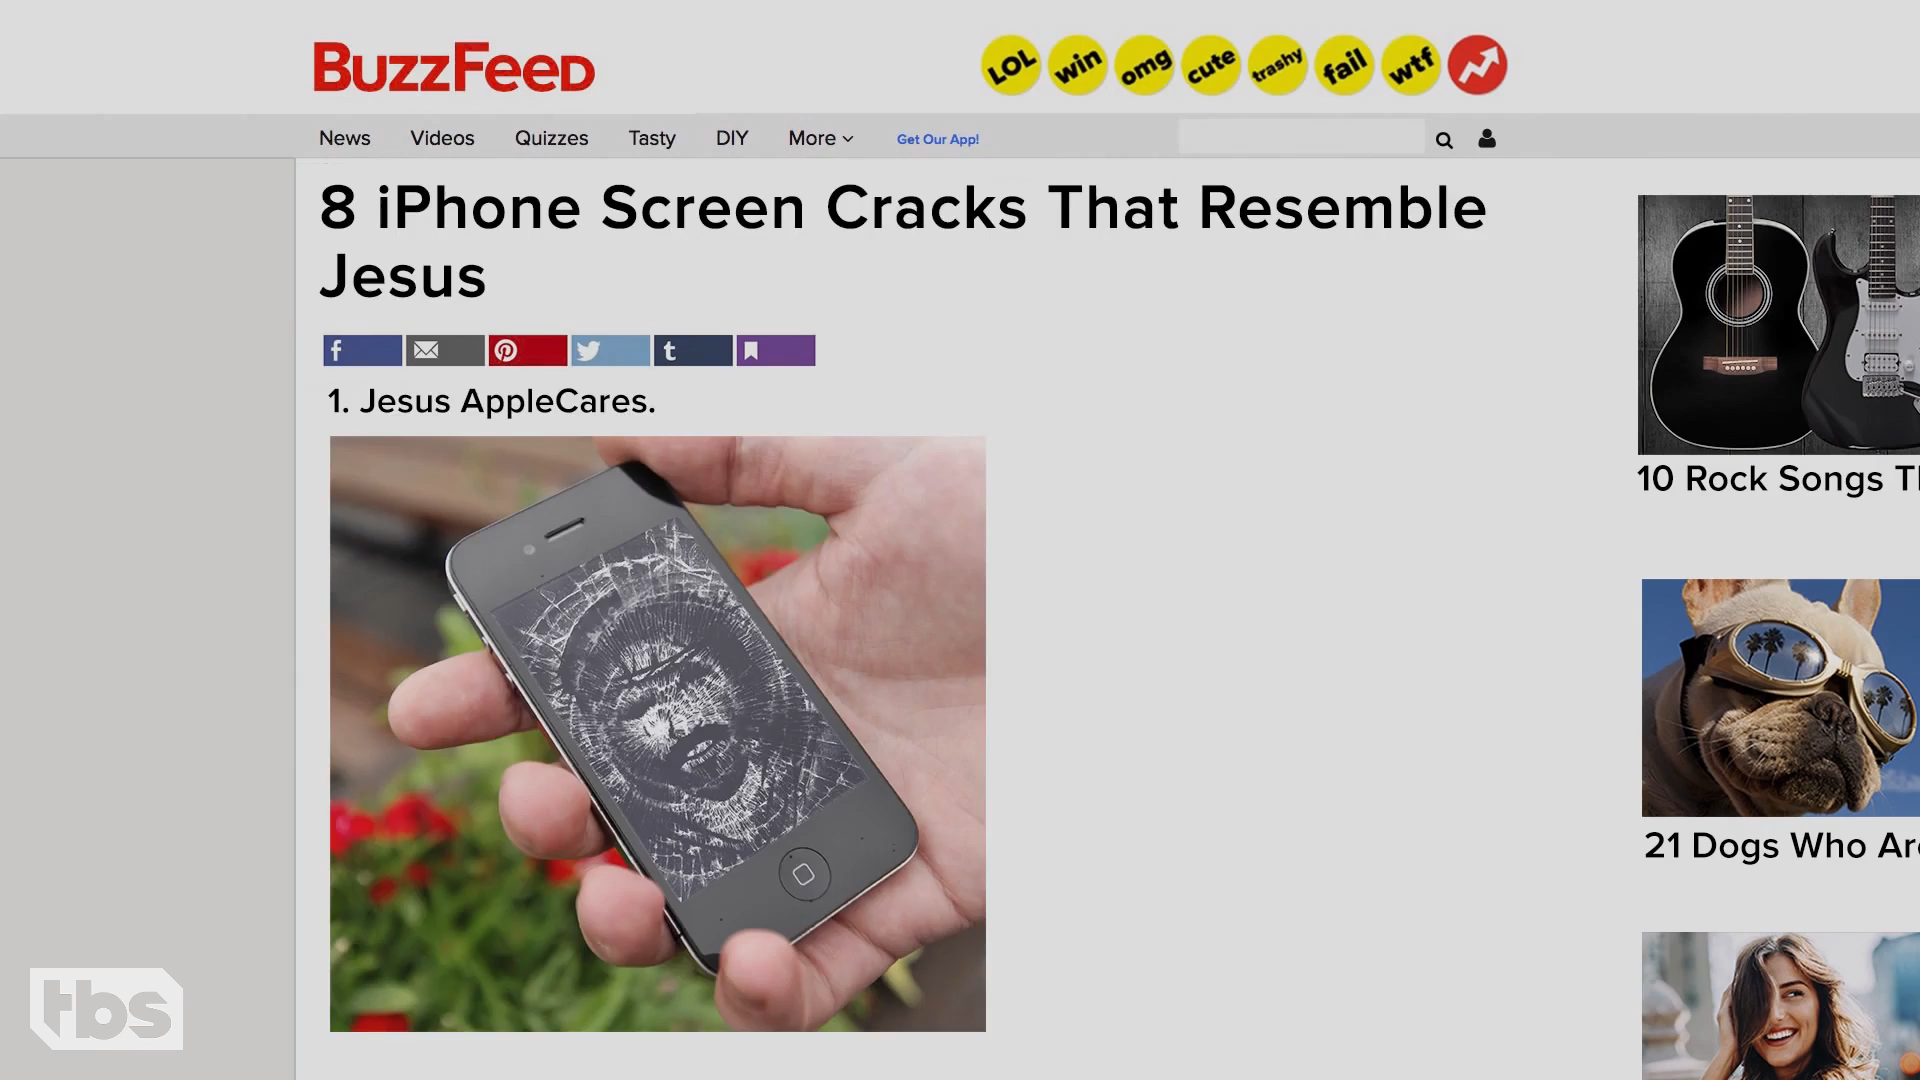 BuzzFeed
LOL win omg cute trashy fail wtf
News Videos Quizzes Tasty DIY More Get Our App!
8 iPhone Screen Cracks That Resemble
Jesus
1. Jesus AppleCares.
10 Rock Songs
21 Dogs Who
tbs